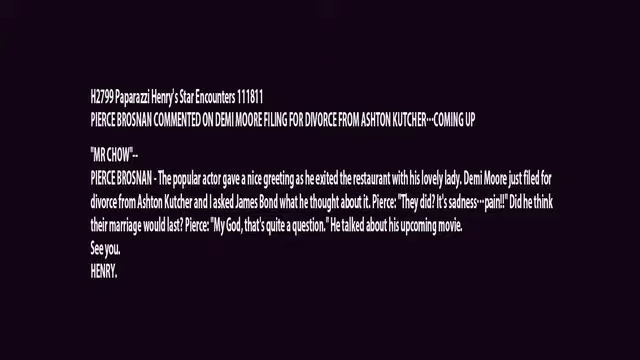 H2799 Paparazzi Henry's Star Encounters 111811
PIERCE BROSNAN COMMENTED ON DEMI MOORE FILING FOR DIVORCE FROM ASHTON KUTCHER···COMING UP
"MR CHOW"--
PIERCE BROSNAN - The popular actor gave a nice greeting as he exited the restaurant with his lovely lady. Demi Moore just filed for
divorce from Ashton Kutcher and I asked James Bond what he thought about it. Pierce: "They did? It's sadness···pain!!" Did he think
their marriage would last? Pierce: "My God, that's quite a question." He talked about his upcoming movie.
See you.
HENRY.